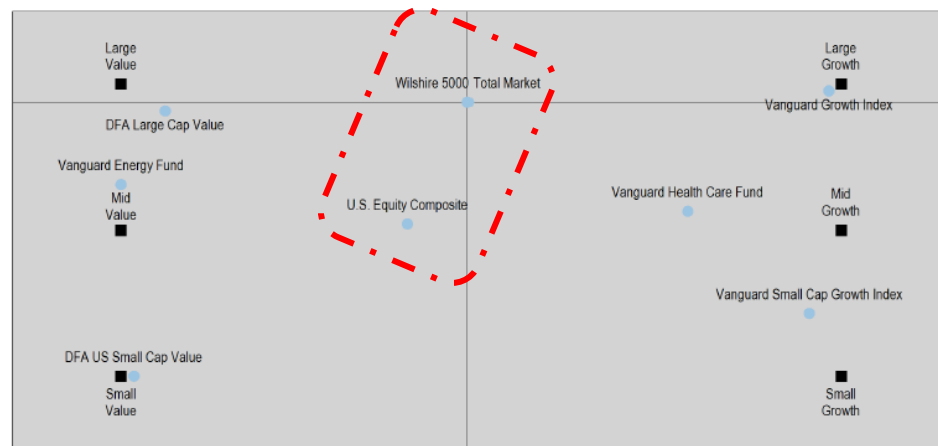 Large
Value
Large
Growth
Wilshire 5000 Total Market
Vanguard Growth Index
DFA Large Cap Value
Vanguard Energy Fund
Mid
Value
U.S. Equity Composite
Vanguard Health Care Fund
Mid
Growth
Vanguard Small Cap Growth Index
DFA US Small Cap Value
Small
Value
Small
Growth